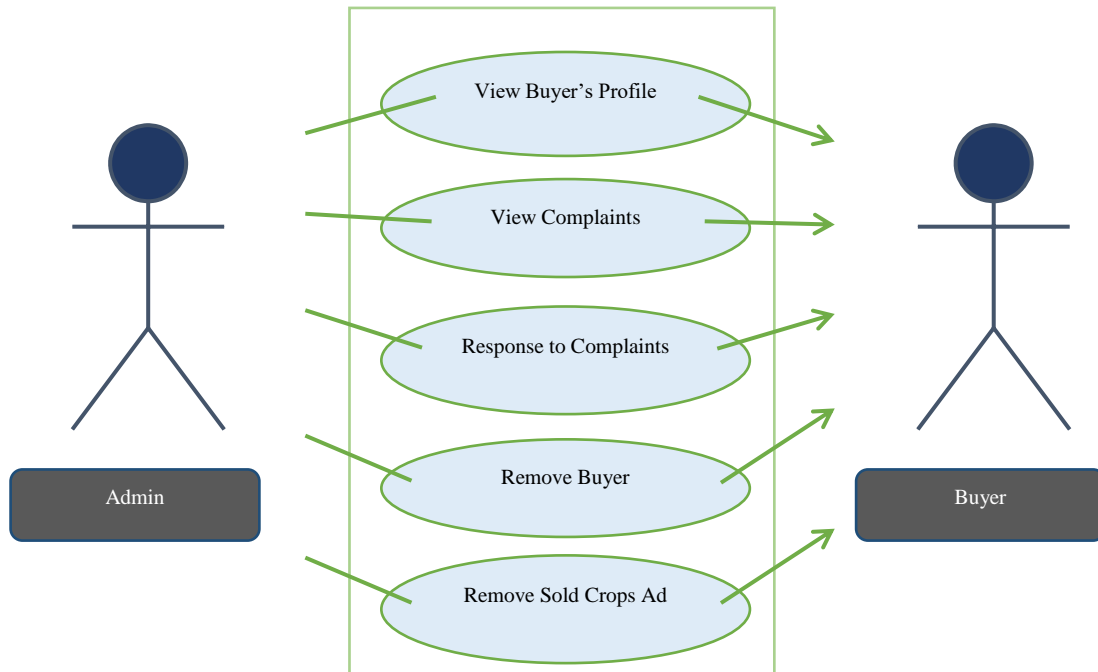 View Buyer’s Profile
View Complaints
Response to Complaints
Remove Buyer
Admin
Buyer
Remove Sold Crops Ad